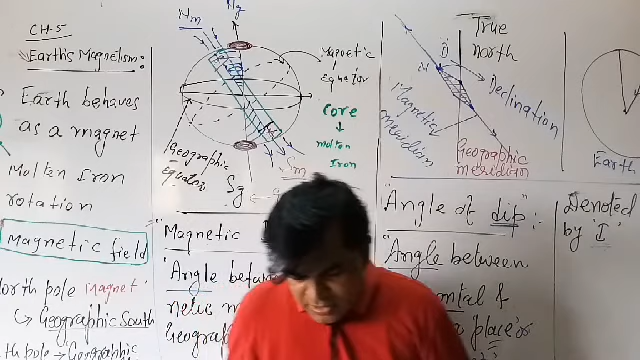 CH-5
Earth's Magnetism:-
Earth behaves
as a magnet
Molten Iron
rotation
Magnetic field
North pole Magnet
Geographic South
th pole → Geographic
Nm
Ng
Magnetic
Equator
Core
molten
Iron
Geographic
Equator
Sg
Sm
Magnetic
Angle between
Geograp
True
north
D
Declination
Magnetic
meridian
Geographic
meridian
Earth
"Angle of dip":-
Angle between
&
place is
Denoted
by 'I'